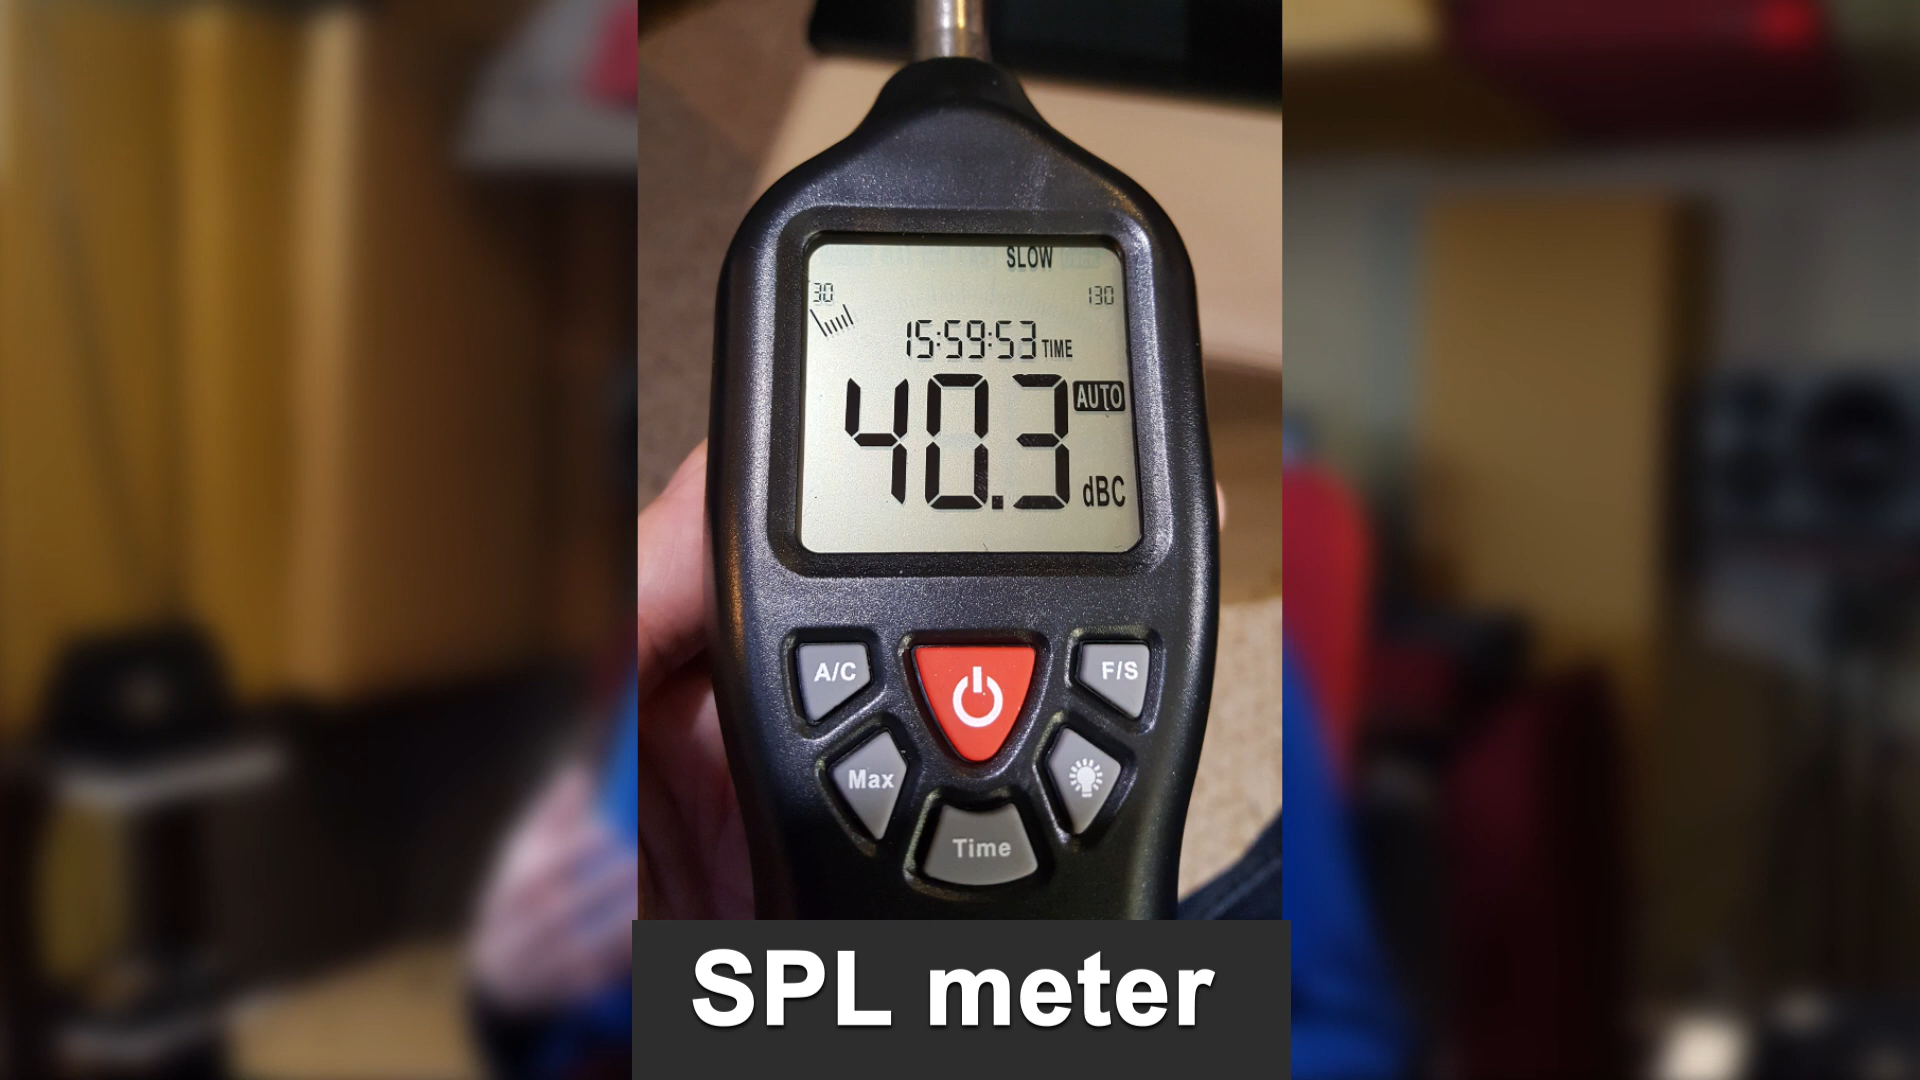 SLOW
30 130
15:59:53 TIME
40.3 AUTO
dBC
A/C F/S
Max
Time
SPL meter